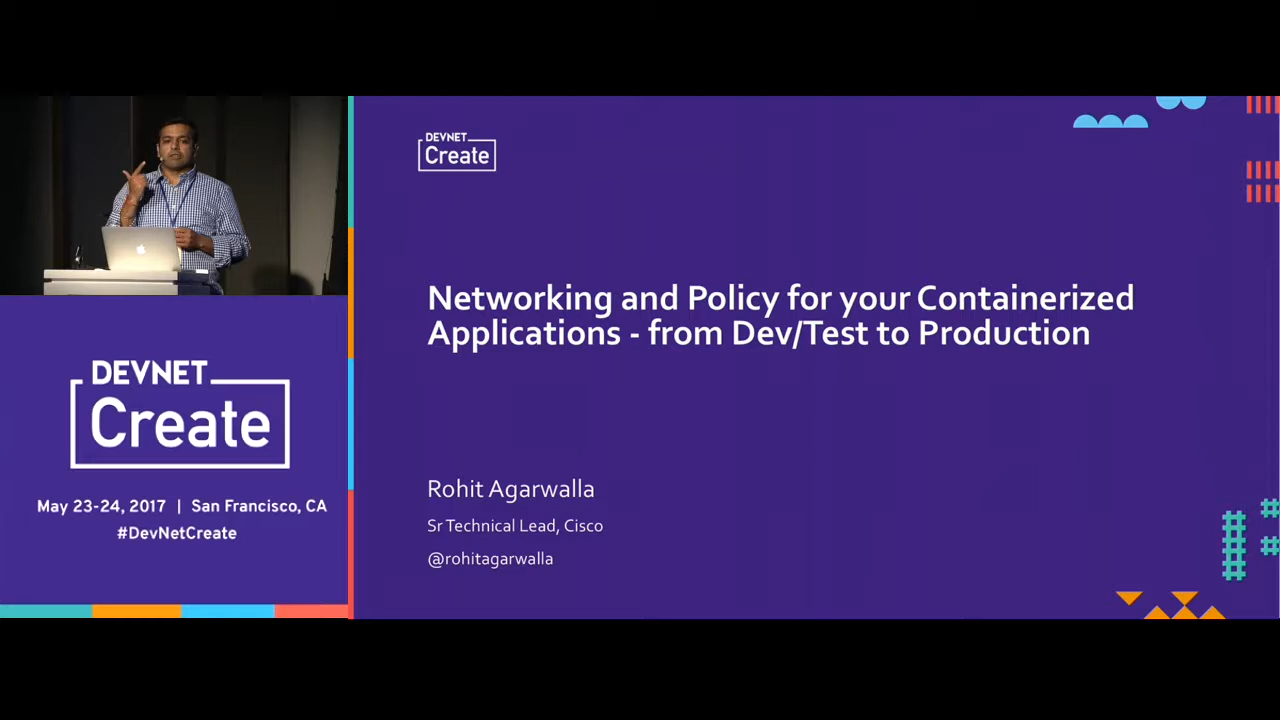 DEVNET
Create
May 23-24, 2017 | San Francisco, CA
#DevNetCreate
DEVNET
Create
Networking and Policy for your Containerized
Applications - from Dev/Test to Production
Rohit Agarwalla
Sr Technical Lead, Cisco
@rohitagarwalla